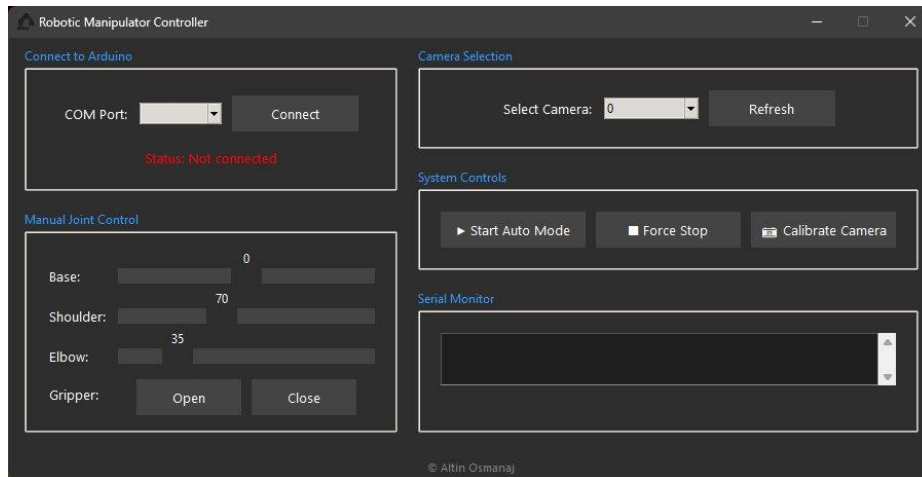 Robotic Manipulator Controller
Connect to Arduino
COM Port:
Connect
Status: Not connected
Manual Joint Control
0
Base:
70
Shoulder:
35
Elbow:
Gripper:
Open
Close
Camera Selection
Select Camera:
0
Refresh
System Controls
Start Auto Mode
Force Stop
Calibrate Camera
Serial Monitor
© Altin Osmanaj